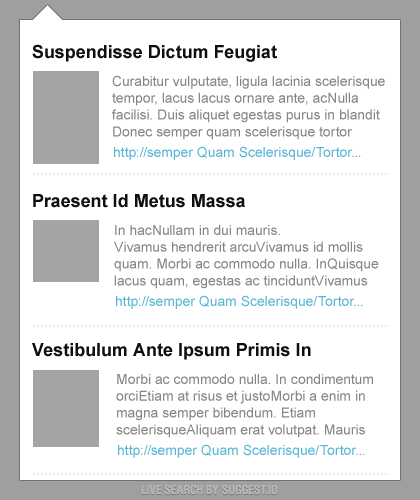 Suspendisse Dictum Feugiat
Curabitur vulputate, ligula lacinia scelerisque
tempor, lacus lacus ornare ante, acNulla
facilisi. Duis aliquet egestas purus in blandit
Donec semper quam scelerisque tortor
http://semper Quam Scelerisque/Tortor...
Praesent Id Metus Massa
In hacNullam in dui mauris.
Vivamus hendrerit arcuVivamus id mollis
quam. Morbi ac commodo nulla. InQuisque
lacus quam, egestas ac tinciduntVivamus
http://semper Quam Scelerisque/Tortor...
Vestibulum Ante Ipsum Primis In
Morbi ac commodo nulla. In condimentum
orciEtiam at risus et justoMorbi a enim in
magna semper bibendum. Etiam
scelerisqueAliquam erat volutpat. Mauris
http://semper Quam Scelerisque/Tortor...
LIVE SEARCH BY SUGGEST.IO